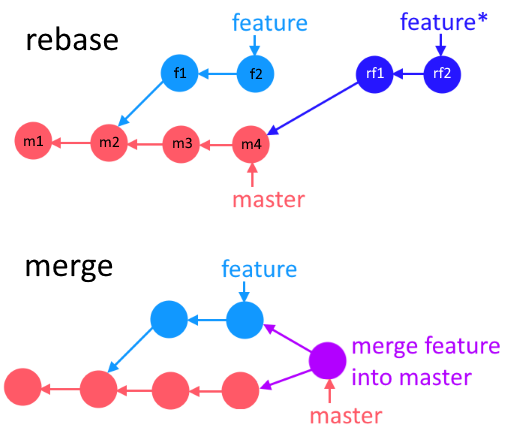 rebase
feature
feature*
f1
f2
rf1
rf2
m1
m2
m3
m4
master
merge
feature
merge feature
into master
master